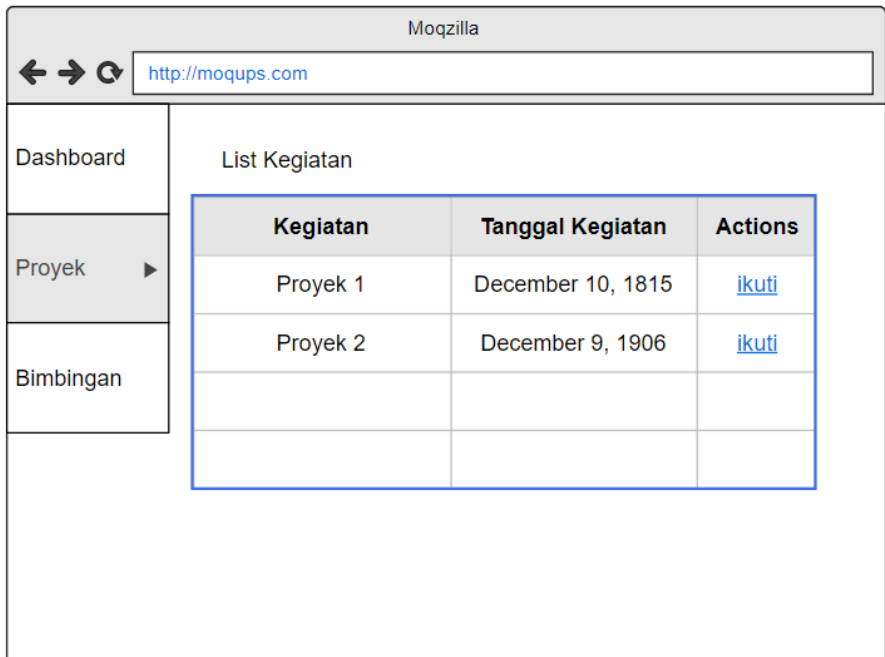 Moqzilla
http://moqups.com
Dashboard
Proyek
Bimbingan
List Kegiatan
Kegiatan Tanggal Kegiatan Actions
Proyek 1 December 10, 1815 ikuti
Proyek 2 December 9, 1906 ikuti